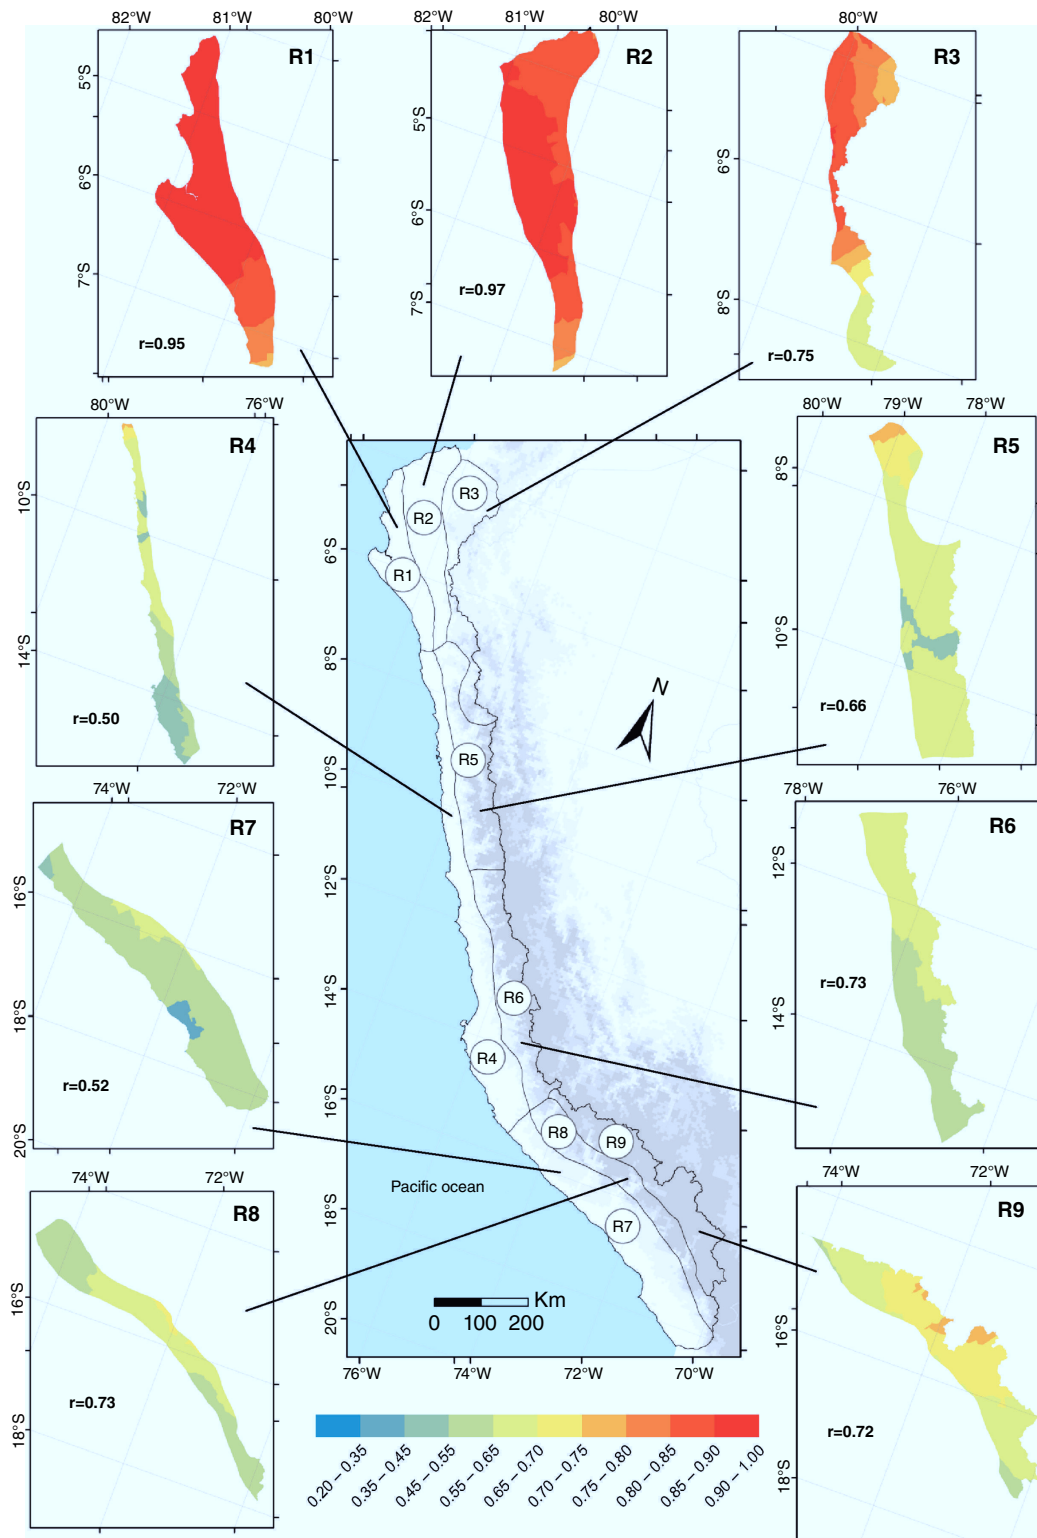 82°W 81°W 80°W
R1
5°S
6°S
7°S
r=0.95
82°W 81°W 80°W
R2
5°S
6°S
7°S
r=0.97
80°W
R3
6°S
8°S
r=0.75
80°W 76°W
R4
10°S
14°S
r=0.50
80°W 79°W 78°W
R5
8°S
10°S
r=0.66
74°W 72°W
R7
16°S
18°S
20°S
r=0.52
78°W 76°W
R6
12°S
14°S
r=0.73
74°W 72°W
R8
16°S
18°S
r=0.73
74°W 72°W
R9
16°S
18°S
r=0.72
R3
R2
R1
R5
R6
R4
R8
R9
R7
N
6°S
8°S
10°S
12°S
14°S
16°S
18°S
20°S
Pacific ocean
Km
0 100 200
76°W 74°W 72°W 70°W
0.20 – 0.35
0.35 – 0.45
0.45 – 0.55
0.55 – 0.65
0.65 – 0.70
0.70 – 0.75
0.75 – 0.80
0.80 – 0.85
0.85 – 0.90
0.90 – 1.00